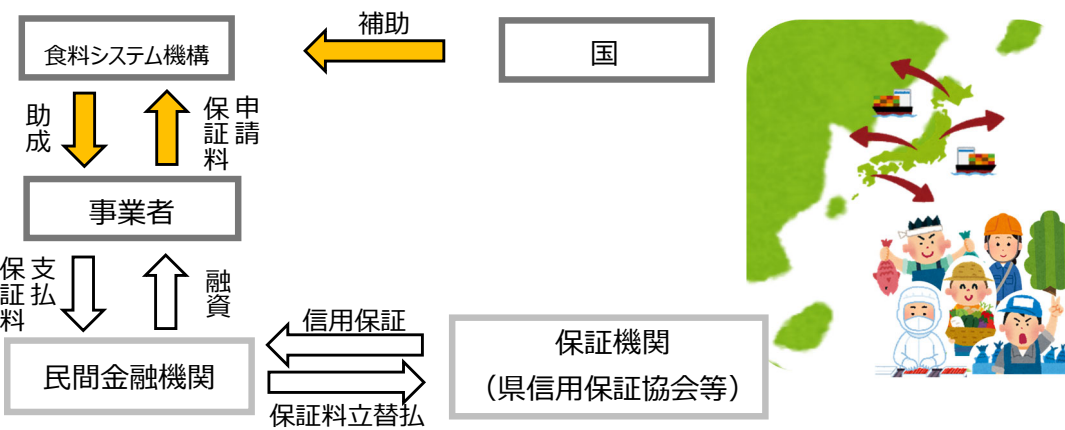 補助
食料システム機構
国
助成
保証料
申請
事業者
保証料
支払
融資
信用保証
民間金融機関
保証機関
（県信用保証協会等）
保証料立替払